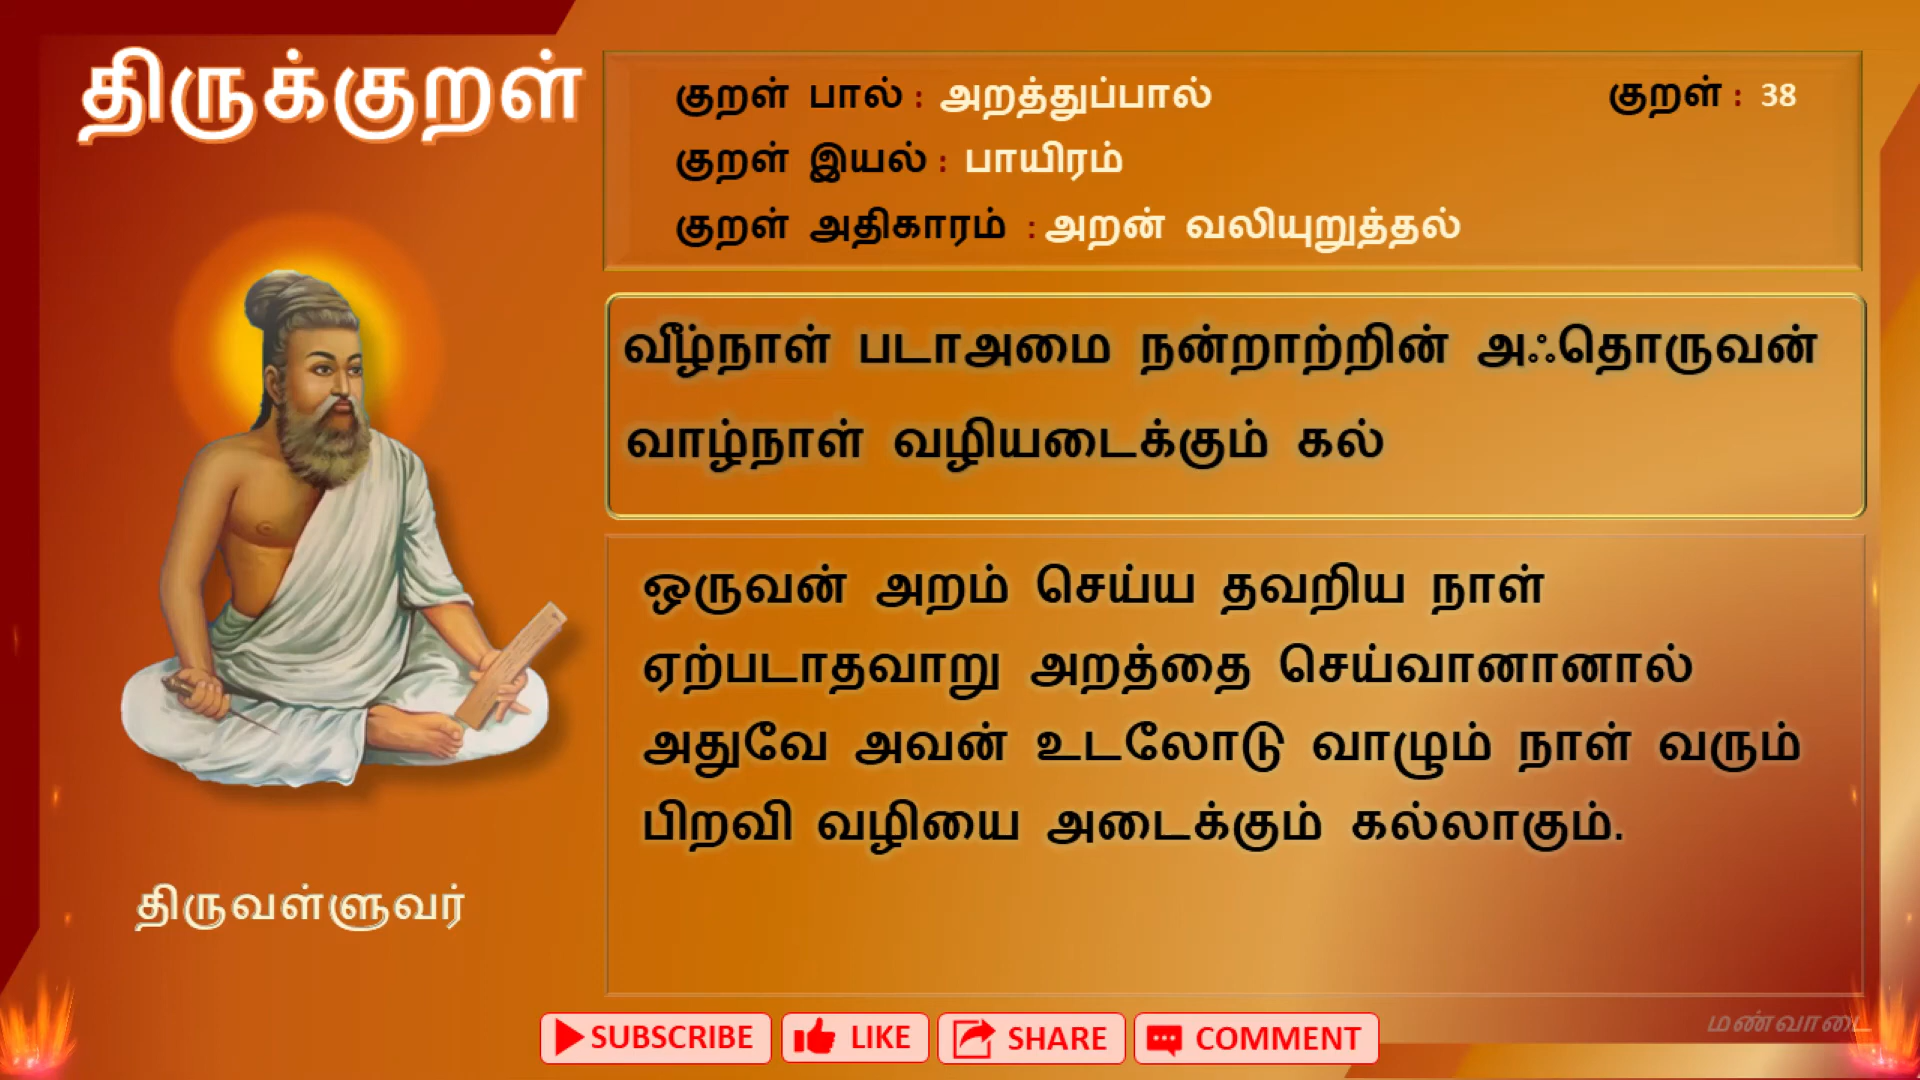 திருக்குறள்
குறள் பால் : அறத்துப்பால்
குறள் : 38
குறள் இயல் : பாயிரம்
குறள் அதிகாரம் : அறன் வலியுறுத்தல்
வீழ்நாள் படாஅமை நன்றாற்றின் அஃதொருவன்
வாழ்நாள் வழியடைக்கும் கல்
ஒருவன் அறம் செய்ய தவறிய நாள்
ஏற்படாதவாறு அறத்தை செய்வானானால்
அதுவே அவன் உடலோடு வாழும் நாள் வரும்
பிறவி வழியை அடைக்கும் கல்லாகும்.
திருவள்ளுவர்
SUBSCRIBE LIKE SHARE COMMENT
மண்வாடை